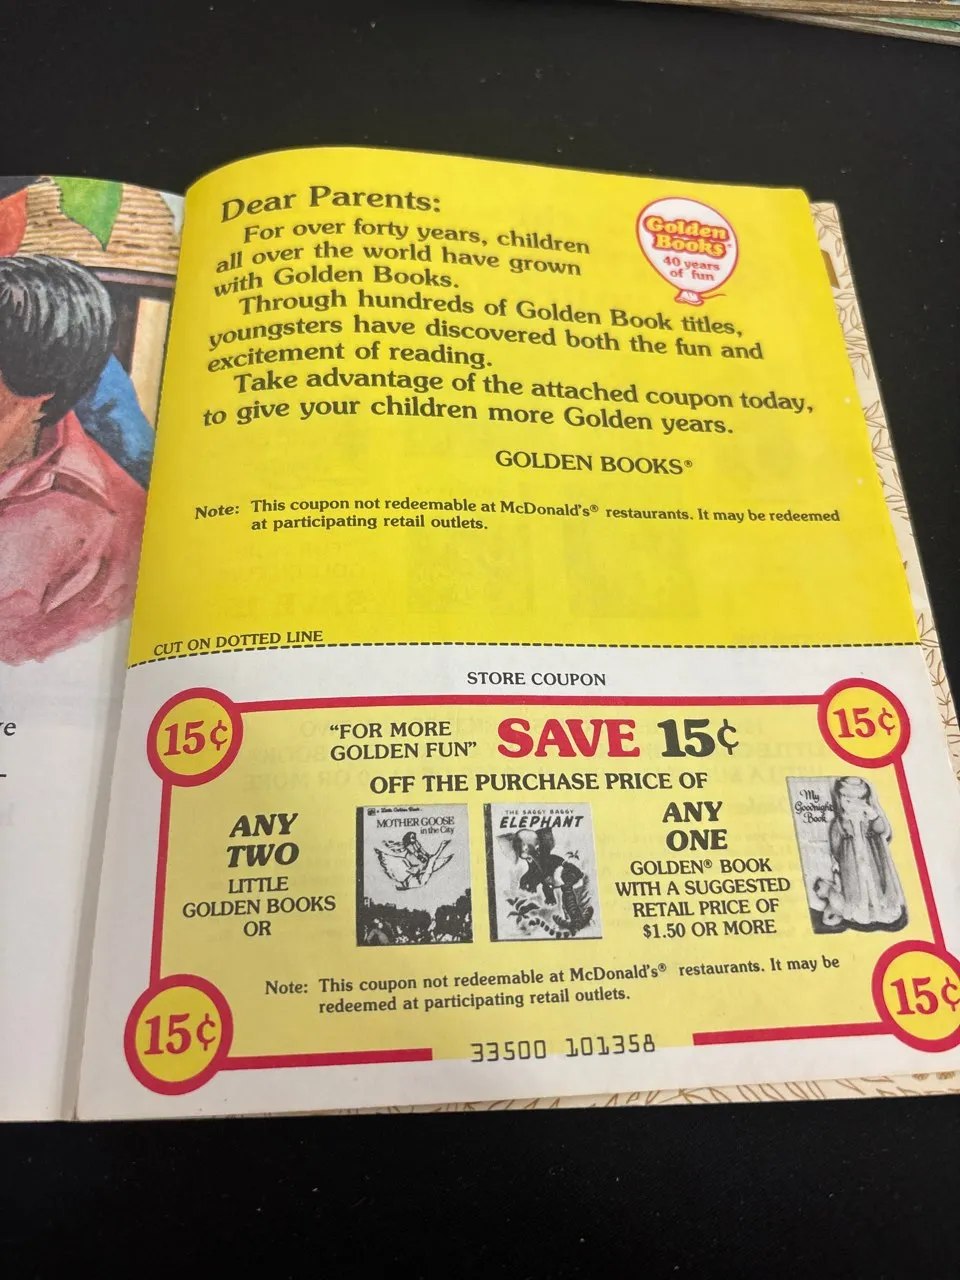 Dear Parents:
For over forty years, children
all over the world have grown
with Golden Books.
Through hundreds of Golden Book titles,
youngsters have discovered both the fun and
excitement of reading.
Take advantage of the attached coupon today,
to give your children more Golden years.
GOLDEN BOOKS®
Golden
Books®
40 years
of fun
Note: This coupon not redeemable at McDonald's® restaurants. It may be redeemed
at participating retail outlets.
CUT ON DOTTED LINE
STORE COUPON
15¢
15¢
"FOR MORE
GOLDEN FUN"
SAVE 15¢
OFF THE PURCHASE PRICE OF
ANY
TWO
LITTLE
GOLDEN BOOKS
OR
a Little Golden Book
MOTHER GOOSE
in the City
THE SAGGY BAGGY
ELEPHANT
ANY
ONE
GOLDEN® BOOK
WITH A SUGGESTED
RETAIL PRICE OF
$1.50 OR MORE
My
Goodnight
Book
Note: This coupon not redeemable at McDonald's® restaurants. It may be
redeemed at participating retail outlets.
15¢
15¢
33500 101358